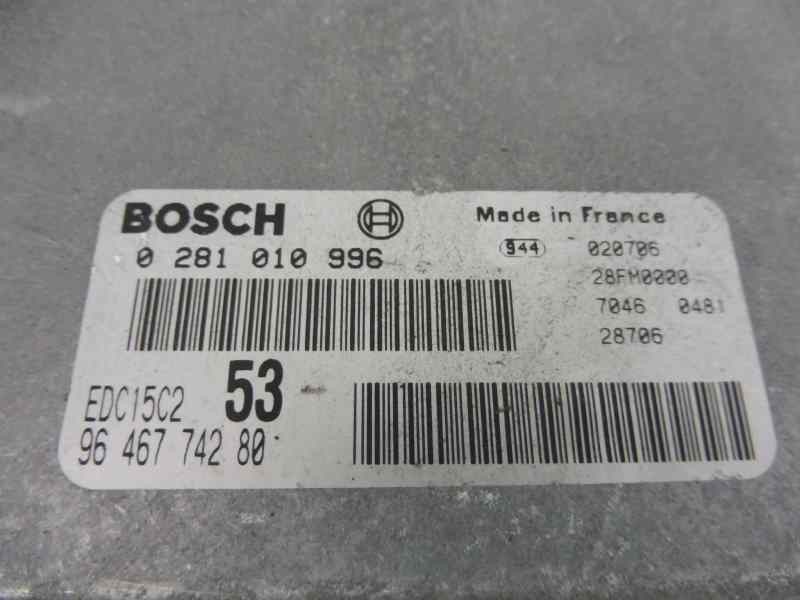 BOSCH
Made in France
0 281 010 996
944 020706
28FM0000
7046 0481
28706
EDC15C2 53
96 467 742 80